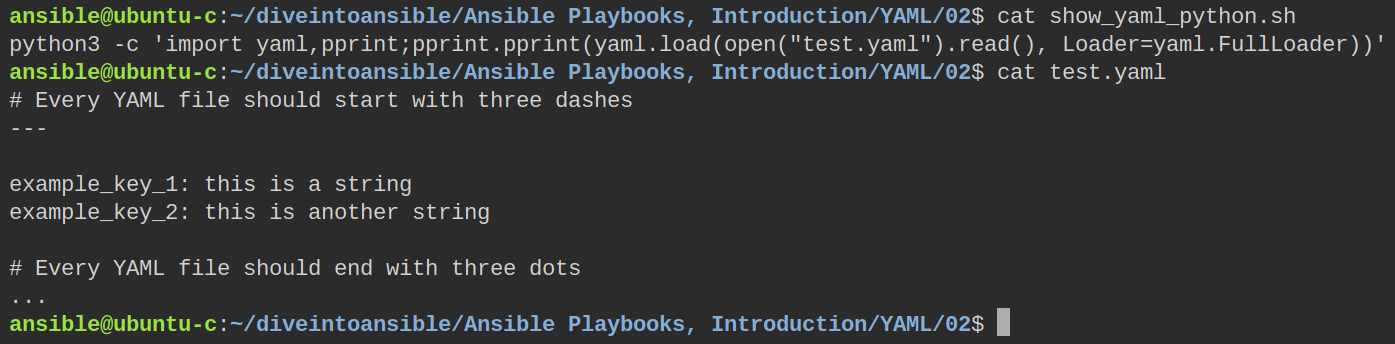 ansible@ubuntu-c:~/diveintoansible/Ansible Playbooks, Introduction/YAML/02$ cat show_yaml_python.sh
python3 -c 'import yaml,pprint;pprint.pprint(yaml.load(open("test.yaml").read(), Loader=yaml.FullLoader))'
ansible@ubuntu-c:~/diveintoansible/Ansible Playbooks, Introduction/YAML/02$ cat test.yaml
# Every YAML file should start with three dashes
---
example_key_1: this is a string
example_key_2: this is another string
# Every YAML file should end with three dots
...
ansible@ubuntu-c:~/diveintoansible/Ansible Playbooks, Introduction/YAML/02$